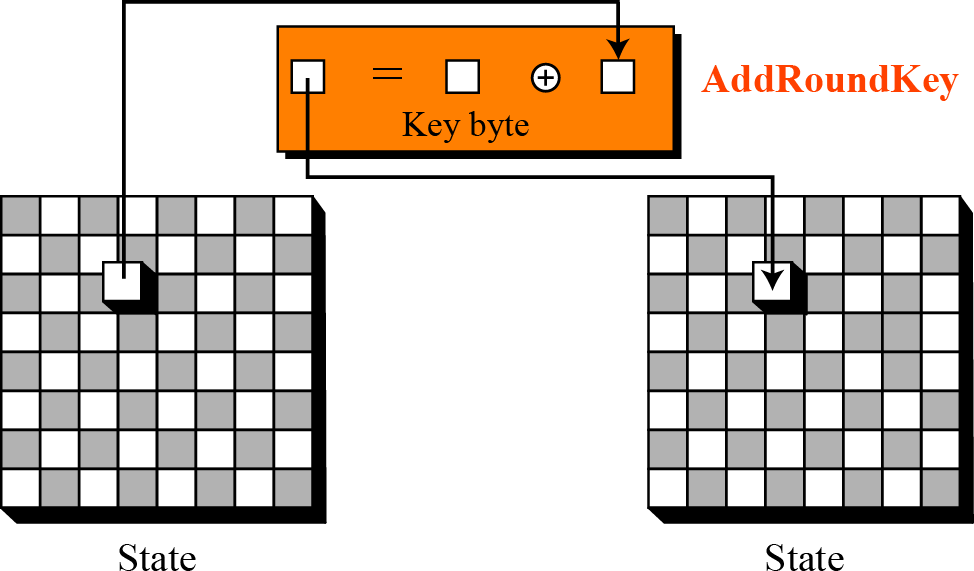 = ⊕
AddRoundKey
Key byte
State
State